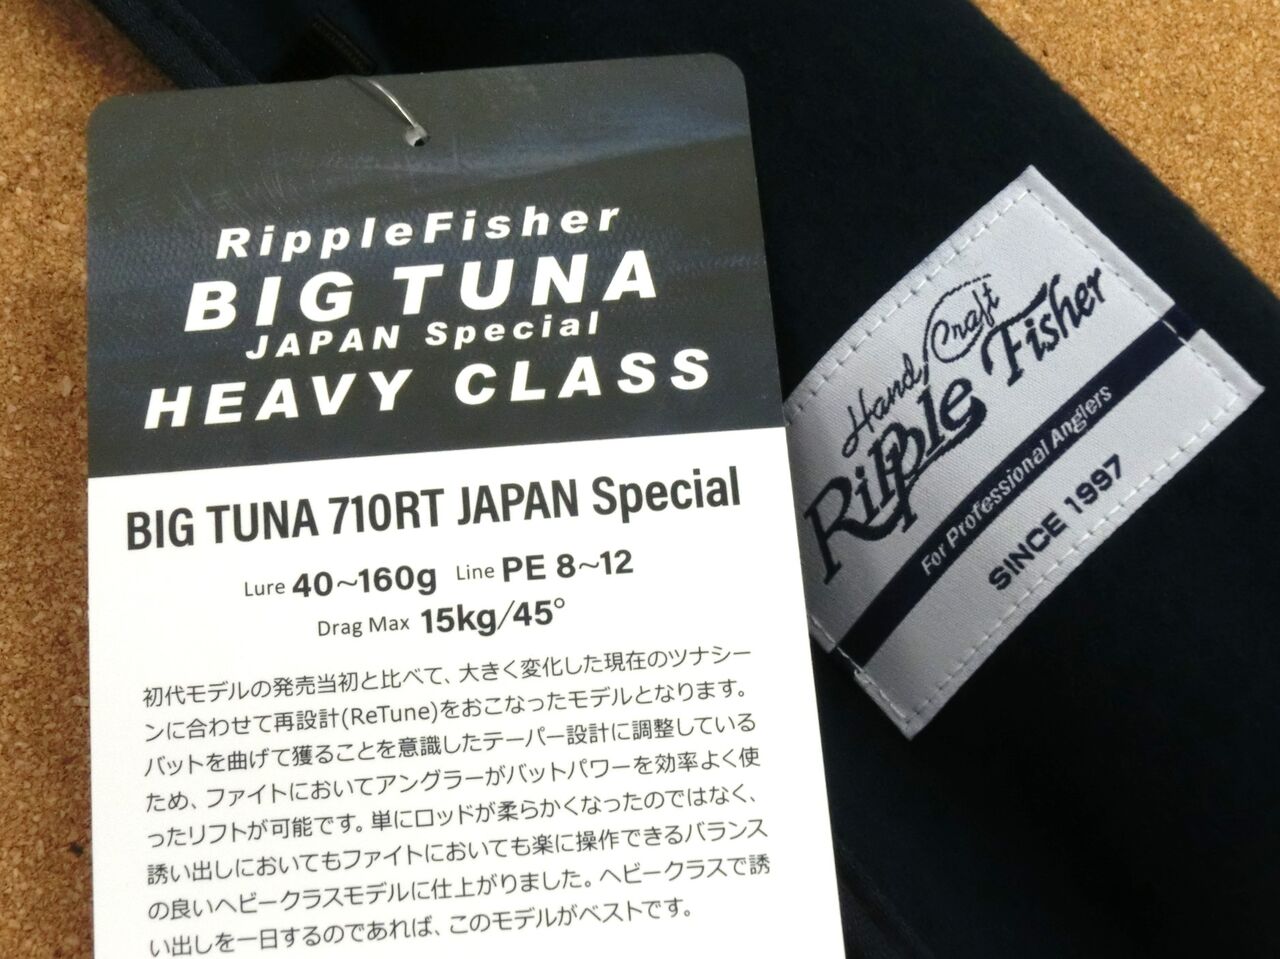 RippleFisher
BIG TUNA
JAPAN Special
HEAVY CLASS
BIG TUNA 710RT JAPAN Special
Lure 40~160g Line PE 8~12
Drag Max 15kg/45°
初代モデルの発売当初と比べて、大きく変化した現在のツナシー
ンに合わせて再設計(ReTune)をおこなったモデルとなります。
バットを曲げて獲ることを意識したテーパー設計に調整している
ため、ファイトにおいてアングラーがバットパワーを効率よく使
ったリフトが可能です。単にロッドが柔らかくなったのではなく、
誘い出しにおいてもファイトにおいても楽に操作できるバランス
の良いヘビークラスモデルに仕上がりました。ヘビークラスで誘
い出しを一日するのであれば、このモデルがベストです。
Hand Craft
Ripple Fisher
For Professional Anglers
SINCE 1997